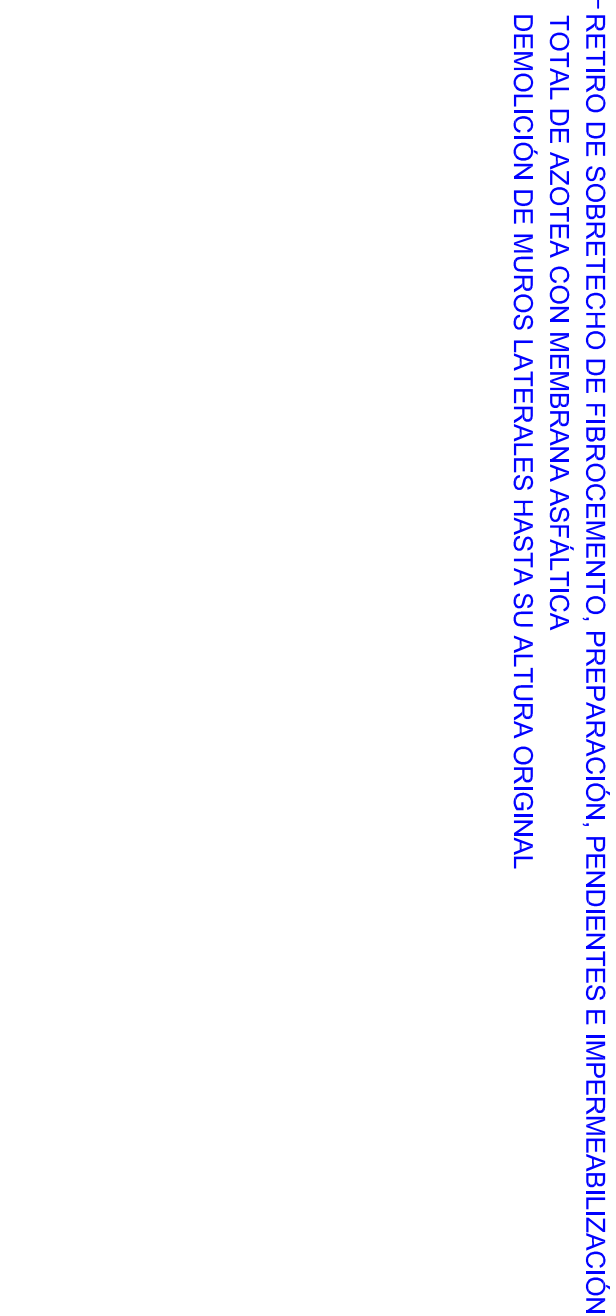 RETIRO DE SOBRETECHO DE FIBROCEMENTO, PREPARACIÓN, PENDIENTES E IMPERMEABILIZACIÓN
TOTAL DE AZOTEA CON MEMBRANA ASFÁLTICA
DEMOLICIÓN DE MUROS LATERALES HASTA SU ALTURA ORIGINAL